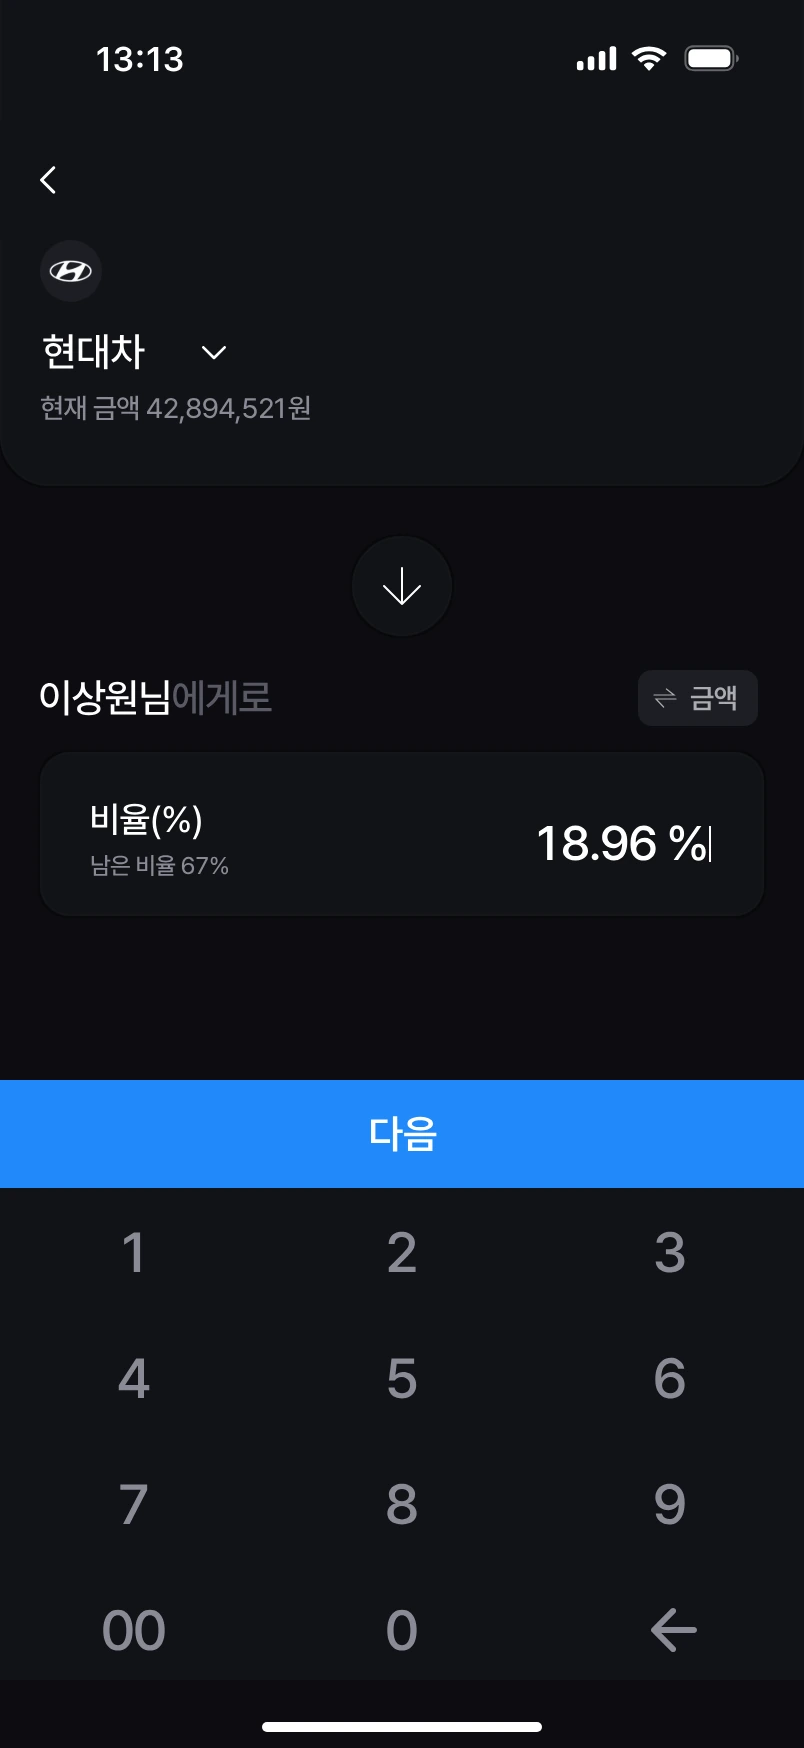 13:13
현대차
현재 금액 42,894,521원
이상원님에게로
금액
비율(%)
남은 비율 67%
18.96 %
다음
1 2 3
4 5 6
7 8 9
00 0